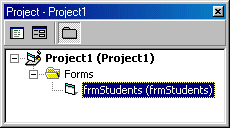 Project - Project1
Project1 (Project1)
Forms
frmStudents (frmStudents)